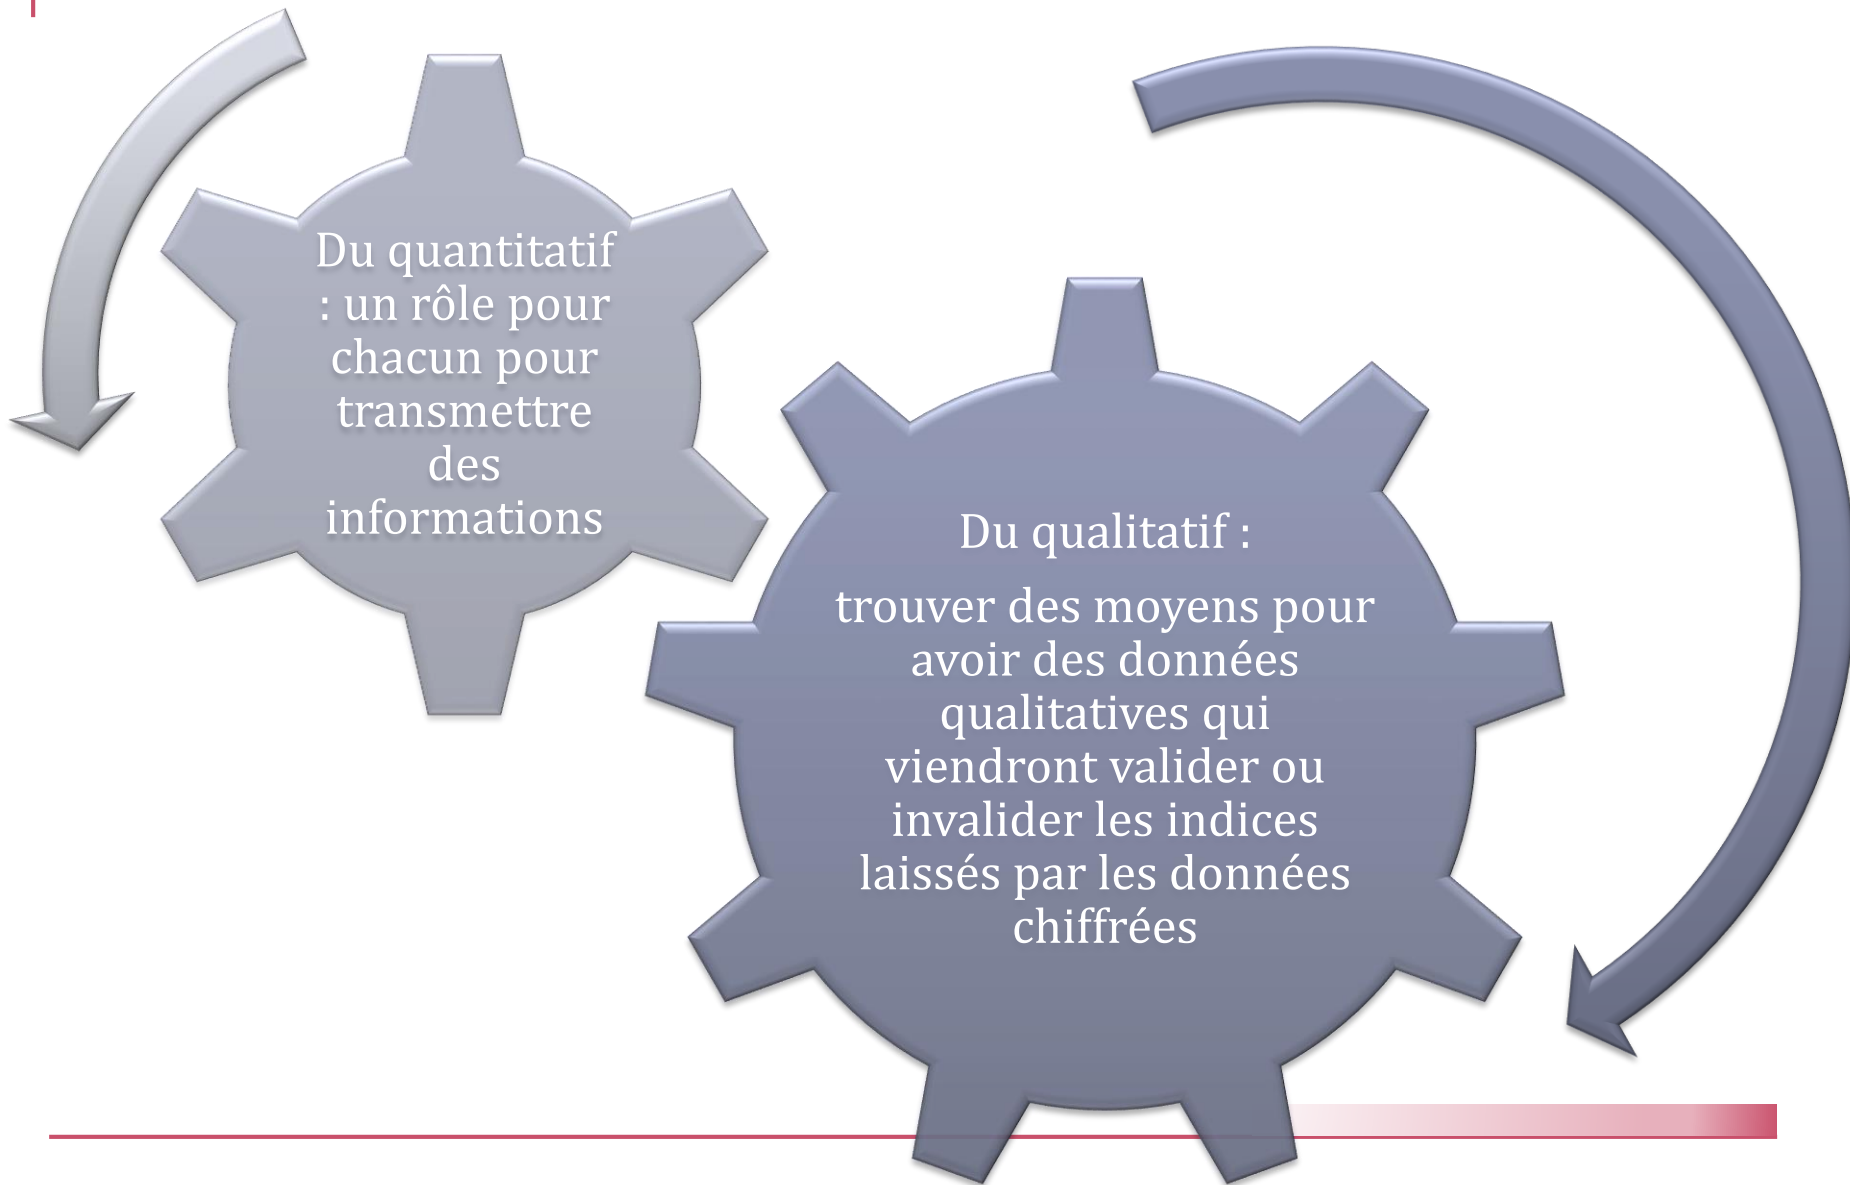 Du quantitatif
: un rôle pour
chacun pour
transmettre
des
informations
Du qualitatif :
trouver des moyens pour
avoir des données
qualitatives qui
viendront valider ou
invalider les indices
laissés par les données
chiffrées